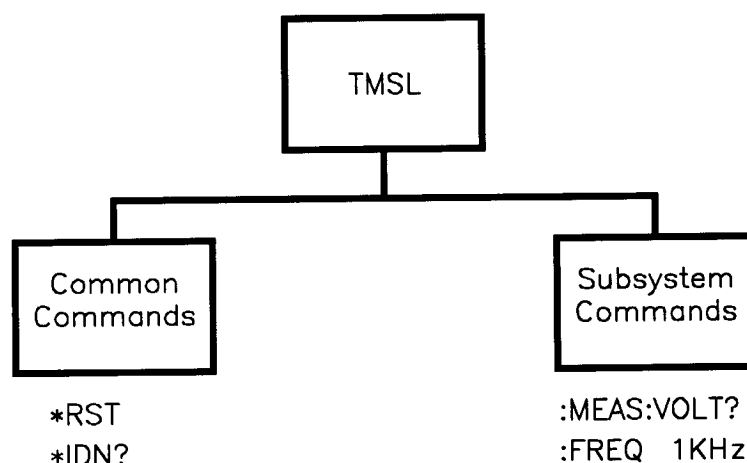 TMSL
Common
Commands
Subsystem
Commands
*RST
*IDN?
:MEAS:VOLT?
:FREQ 1KHz